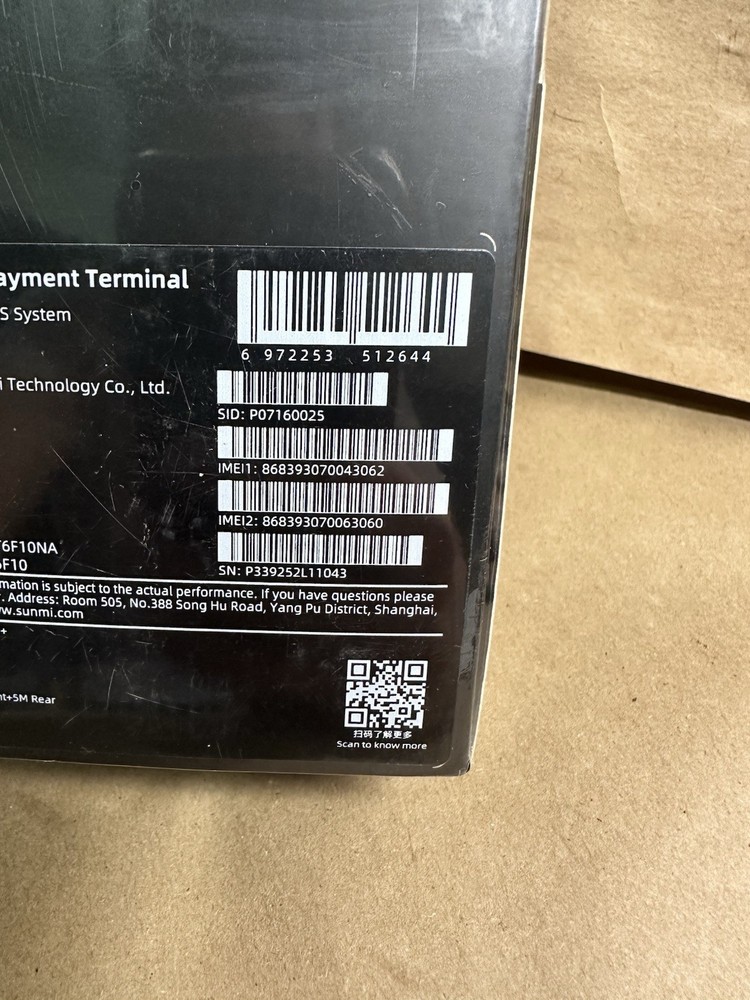 ayment Terminal
S System
i Technology Co., Ltd.
6 972253 512644
SID: P07160025
IMEI1: 868393070043062
IMEI2: 868393070063060
SN: P339252L11043
6F10NA
F10
mation is subject to the actual performance. If you have questions please
. Address: Room 505, No.388 Song Hu Road, Yang Pu District, Shanghai,
w.sunmi.com
+
nt+5M Rear
扫码了解更多
Scan to know more